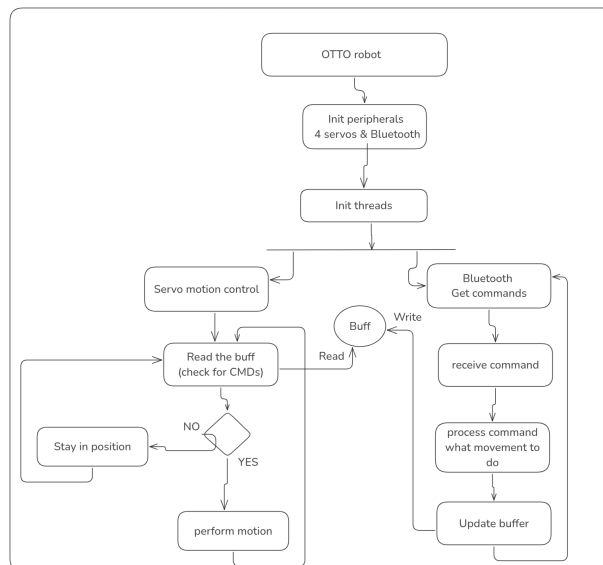 OTTO robot
Init peripherals
4 servos & Bluetooth
Init threads
Servo motion control
Bluetooth
Get commands
Buff
Write
Read
Read the buff
(check for CMDs)
receive command
NO
YES
Stay in position
process command
what movement to
do
perform motion
Update buffer